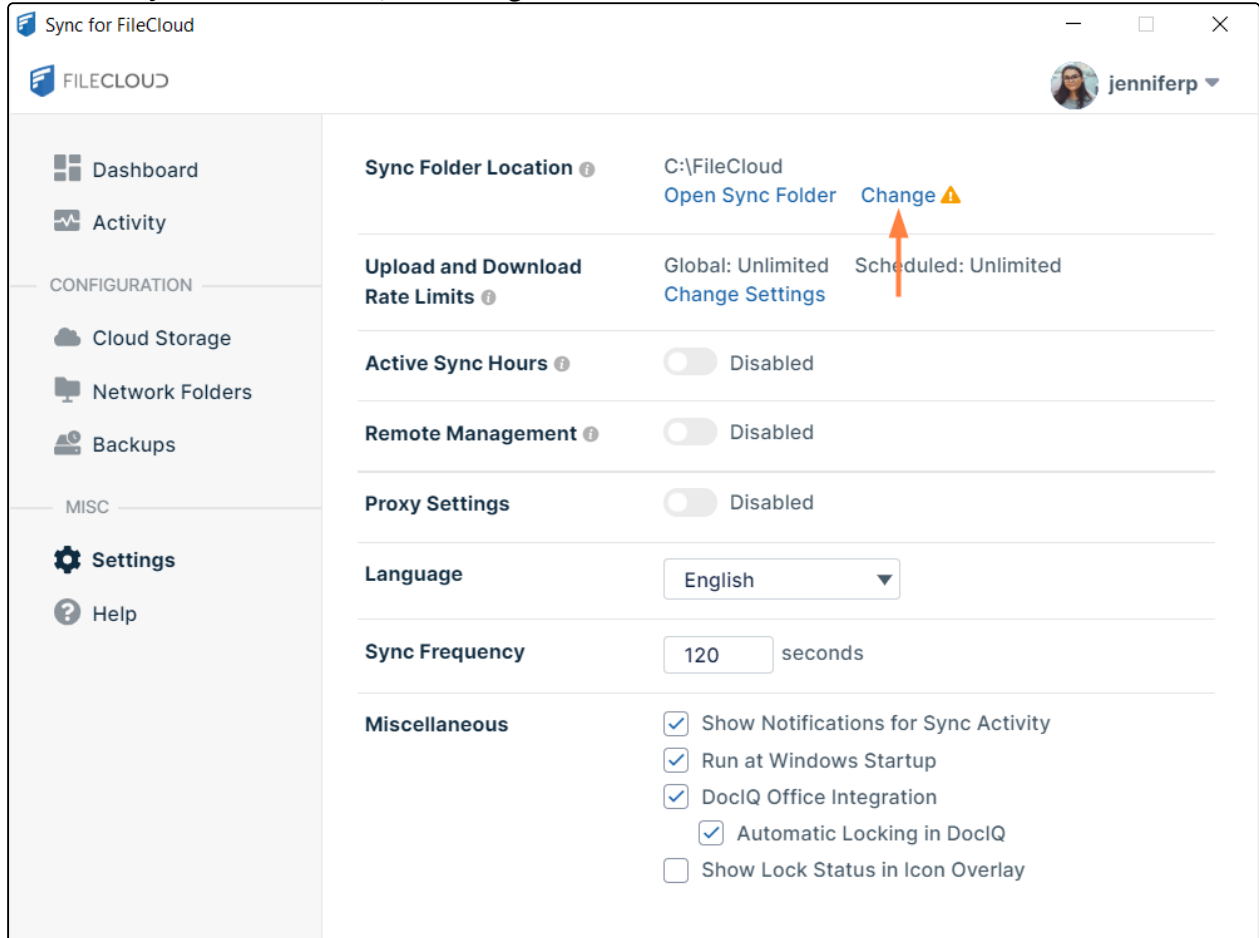 Sync for FileCloud
FILECLOUD
jenniferp
Dashboard
Activity
CONFIGURATION
Cloud Storage
Network Folders
Backups
MISC
Settings
Help
Sync Folder Location
C:\FileCloud
Open Sync Folder Change
Upload and Download
Rate Limits
Global: Unlimited Scheduled: Unlimited
Change Settings
Active Sync Hours
Disabled
Remote Management
Disabled
Proxy Settings
Disabled
Language
English
Sync Frequency
120 seconds
Miscellaneous
Show Notifications for Sync Activity
Run at Windows Startup
DocIQ Office Integration
Automatic Locking in DocIQ
Show Lock Status in Icon Overlay